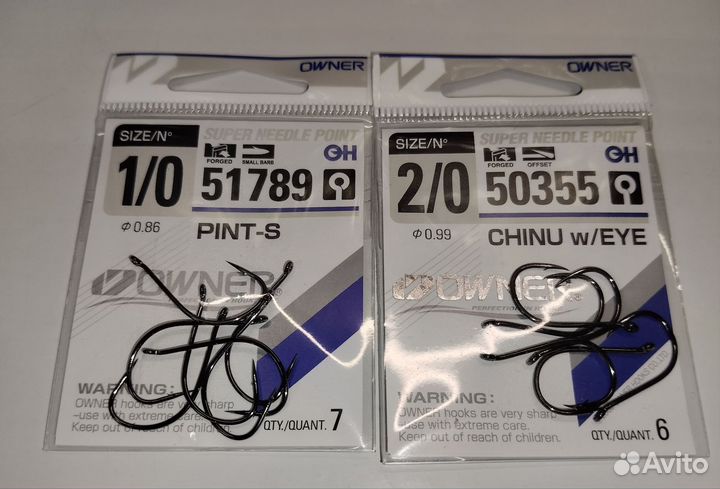 OWNER
SIZE/N°
SUPER NEEDLE POINT
1/0
FORGED
SMALL BARB
51789
Φ 0.86
PINT-S
OWNER®
WARNING:
OWNER hooks are very sharp
-use with extreme care.
Keep out of reach of children.
QTY./QUANT. 7
OWNER
SIZE/N°
SUPER NEEDLE POINT
2/0
FORGED
OFFSET
50355
Φ 0.99
CHINU w/EYE
OWNER®
PERFECTION IN
WARNING:
OWNER hooks are very sharp
-use with extreme care.
Keep out of reach of children.
QTY./QUANT. 6
Avito